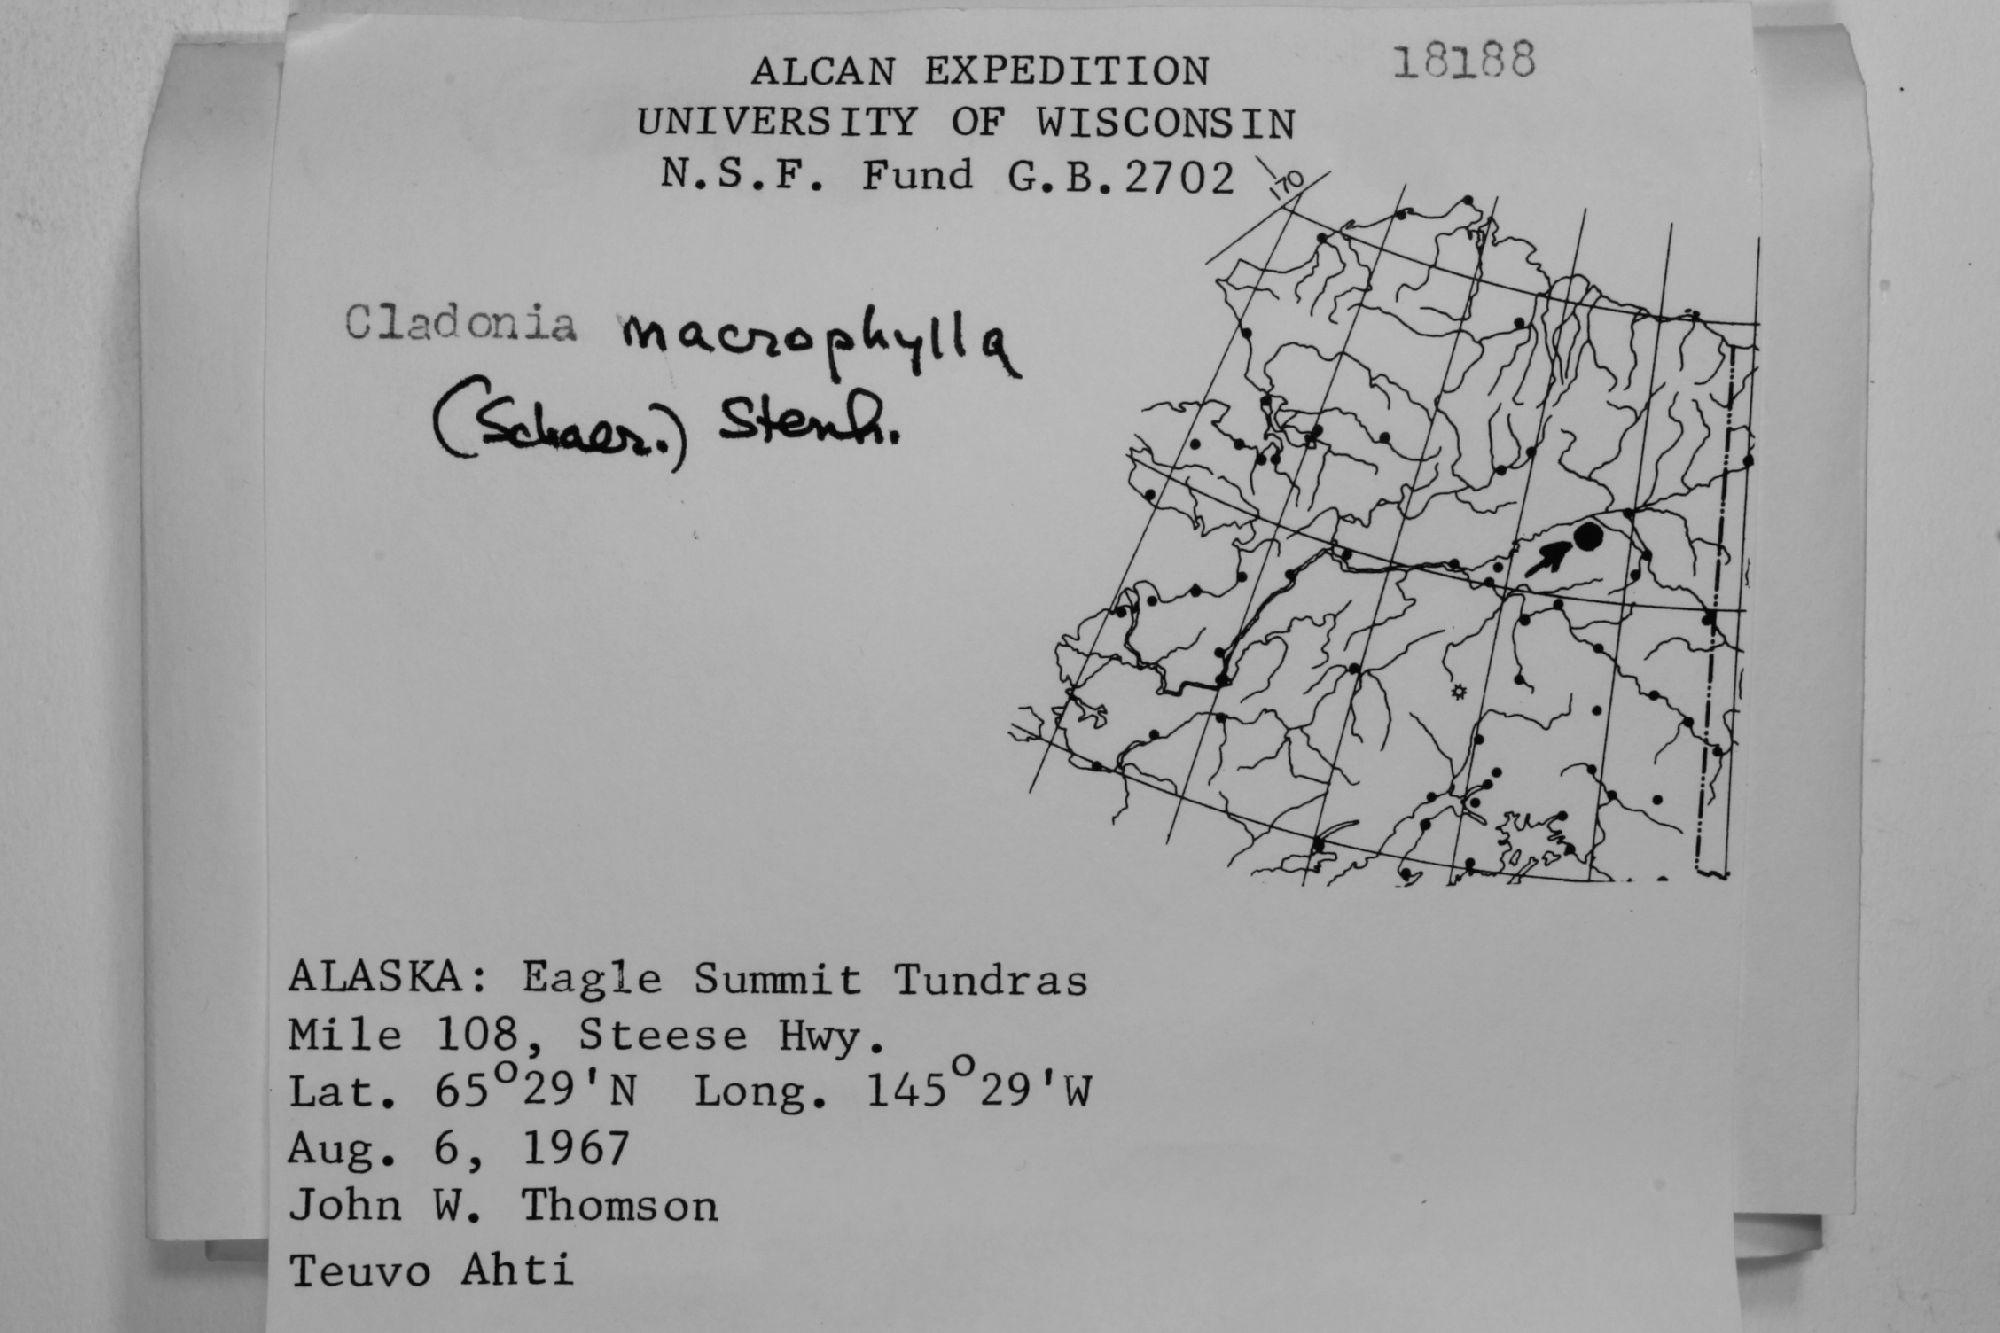 ALCAN EXPEDITION 18188
UNIVERSITY OF WISCONSIN
N.S.F. Fund G.B.2702
170
Cladonia macrophylla
(Schaer.) Stenh.
ALASKA: Eagle Summit Tundras
Mile 108, Steese Hwy.
Lat. 65°29'N Long. 145°29'W
Aug. 6, 1967
John W. Thomson
Teuvo Ahti